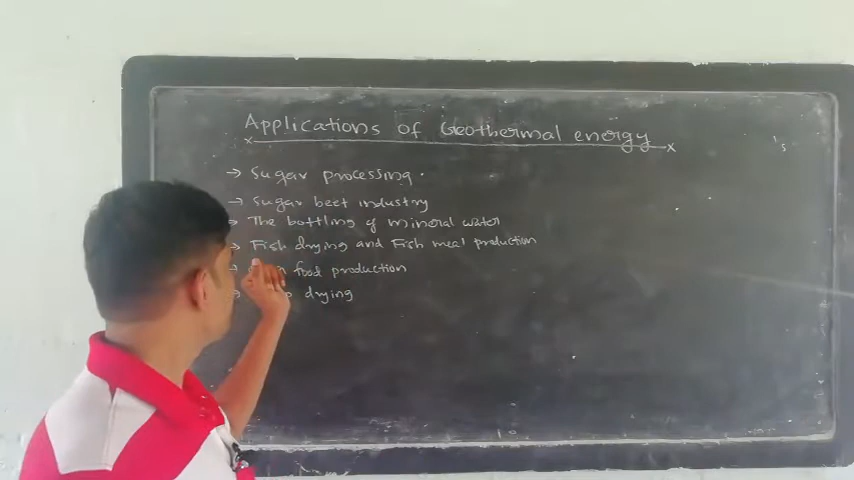 Applications of Geothermal energy
→ Sugar processing.
→ Sugar beet industry
→ The bottling of mineral water
→ Fish drying and Fish meal production
food production
drying
's